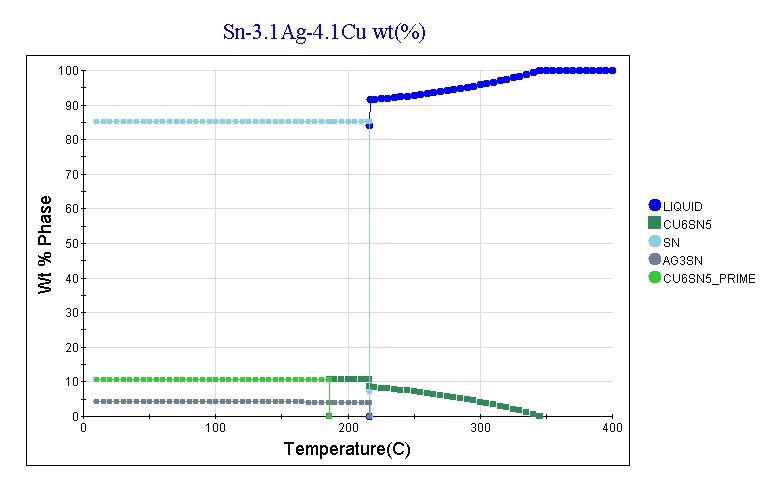 Sn-3.1Ag-4.1Cu wt(%)
100
90
80
70
60
50
40
30
20
10
0
Wt % Phase
0 100 200 300 400
Temperature(C)
LIQUID
CU6SN5
SN
AG3SN
CU6SN5_PRIME